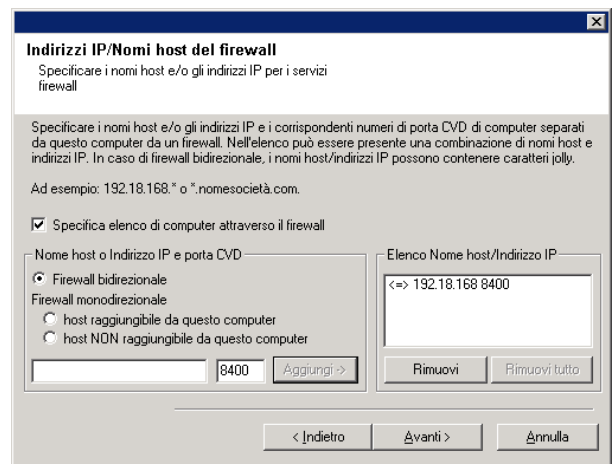 Indirizzi IP/Nomi host del firewall
Specificare i nomi host e/o gli indirizzi IP per i servizi
firewall
Specificare i nomi host e/o gli indirizzi IP e i corrispondenti numeri di porta CVD di computer separati
da questo computer da un firewall. Nell'elenco può essere presente una combinazione di nomi host e
indirizzi IP. In caso di firewall bidirezionale, i nomi host/indirizzi IP possono contenere caratteri jolly.
Ad esempio: 192.18.168.* o *.nomesocietà.com.
Specifica elenco di computer attraverso il firewall
Nome host o Indirizzo IP e porta CVD
Firewall bidirezionale
Firewall monodirezionale
host raggiungibile da questo computer
host NON raggiungibile da questo computer
8400
Aggiungi ->
Elenco Nome host/Indirizzo IP
<=> 192.18.168 8400
Rimuovi
Rimuovi tutto
< Indietro
Avanti >
Annulla